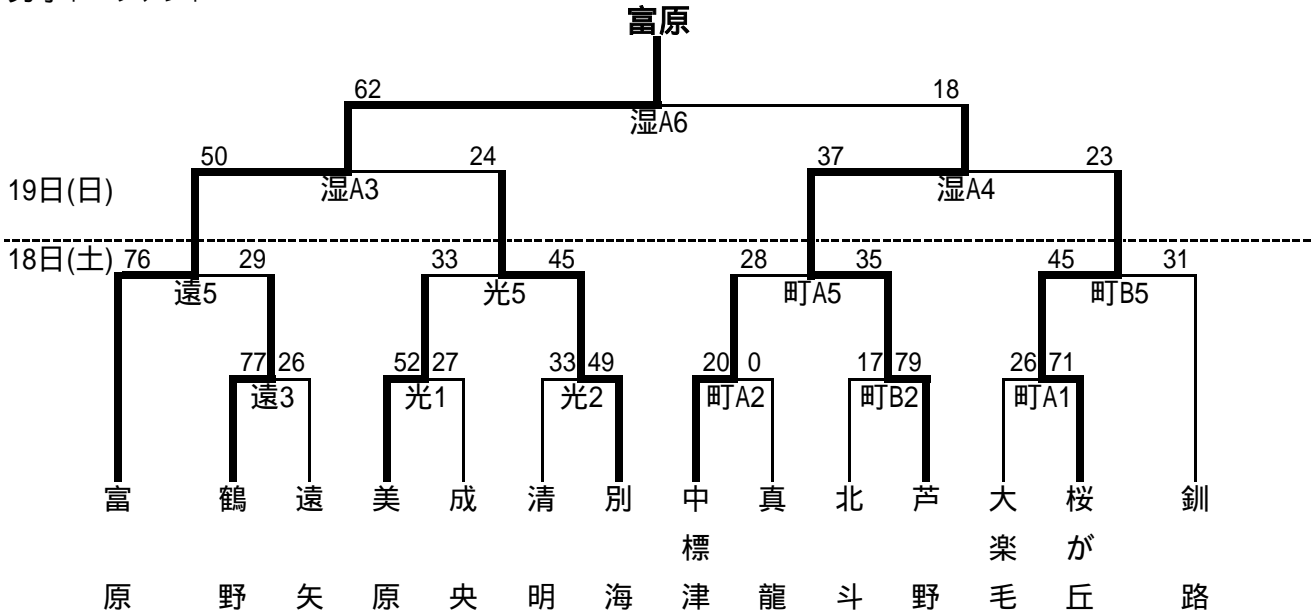 富原
62 18
湿A6
50 24 37 23
19日(日) 湿A3 湿A4
18日(土) 76 29 33 45 28 35 45 31
遠5 光5 町A5 町B5
77 26 52 27 33 49 20 0 17 79 26 71
遠3 光1 光2 町A2 町B2 町A1
富原 鶴野 遠矢 美原 成央 清明 別海 中標津 真龍 北斗 芦野 大楽毛 桜が丘 釧路